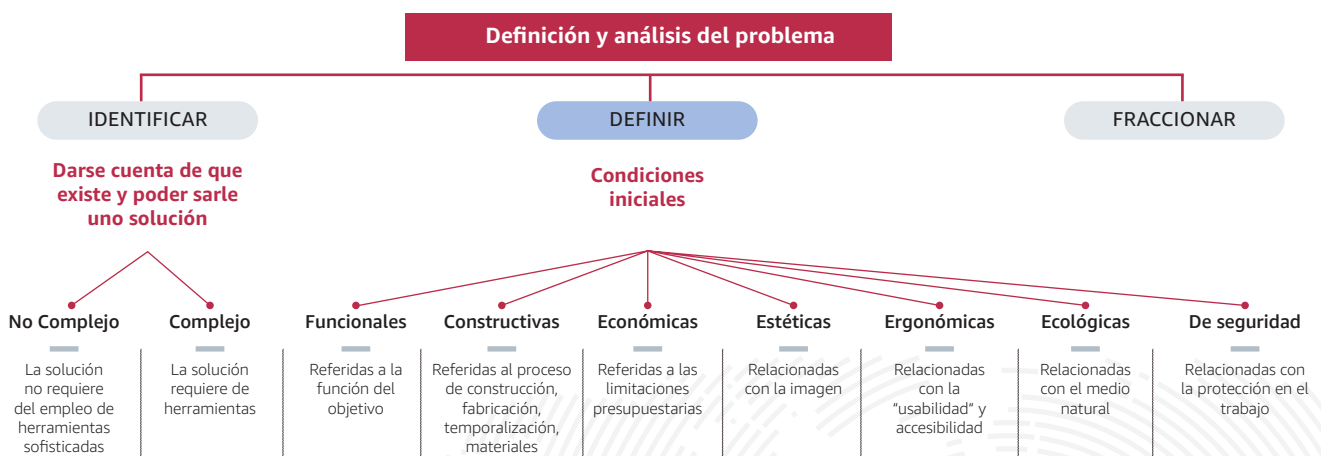 Definición y análisis del problema
IDENTIFICAR
DEFINIR
FRACCIONAR
Darse cuenta de que
existe y poder sarle
uno solución
Condiciones
iniciales
No Complejo
Complejo
Funcionales
Constructivas
Económicas
Estéticas
Ergonómicas
Ecológicas
De seguridad
La solución
no requiere
del empleo de
herramientas
sofisticadas
La solución
requiere de
herramientas
Referidas a la
función del
objetivo
Referidas al proceso
de construcción,
fabricación,
temporalización,
materiales
Referidas a las
limitaciones
presupuestarias
Relacionadas
con la imagen
Relacionadas
con la
"usabilidad" y
accesibilidad
Relacionadas
con el medio
natural
Relacionadas con
la protección en el
trabajo